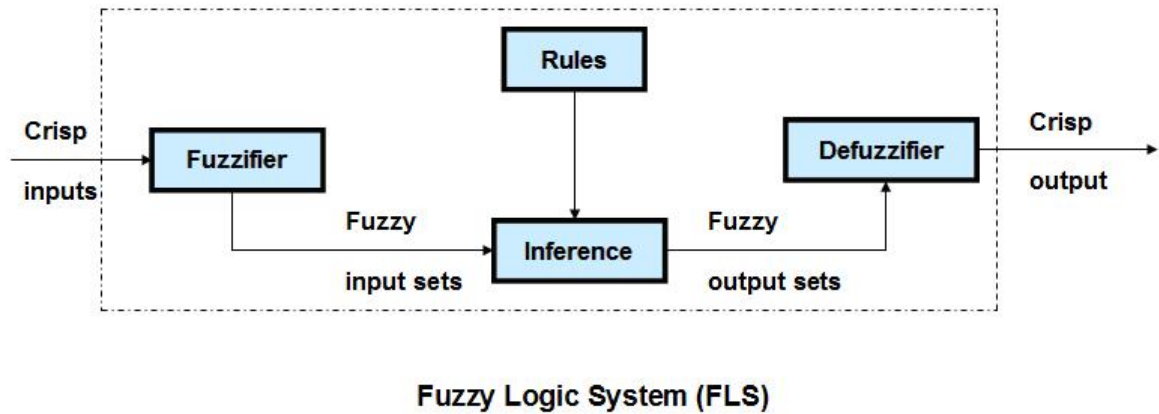 Rules
Crisp
inputs
Fuzzifier
Fuzzy
input sets
Inference
Fuzzy
output sets
Defuzzifier
Crisp
output
Fuzzy Logic System (FLS)